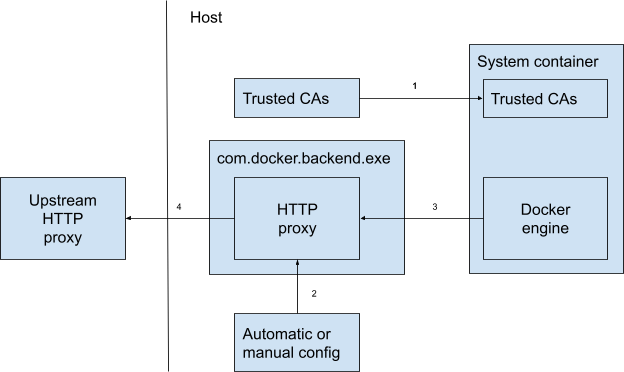 Host
System container
Trusted CAs
1
Trusted CAs
com.docker.backend.exe
Upstream
HTTP
proxy
4
HTTP
proxy
3
Docker
engine
2
Automatic or
manual config